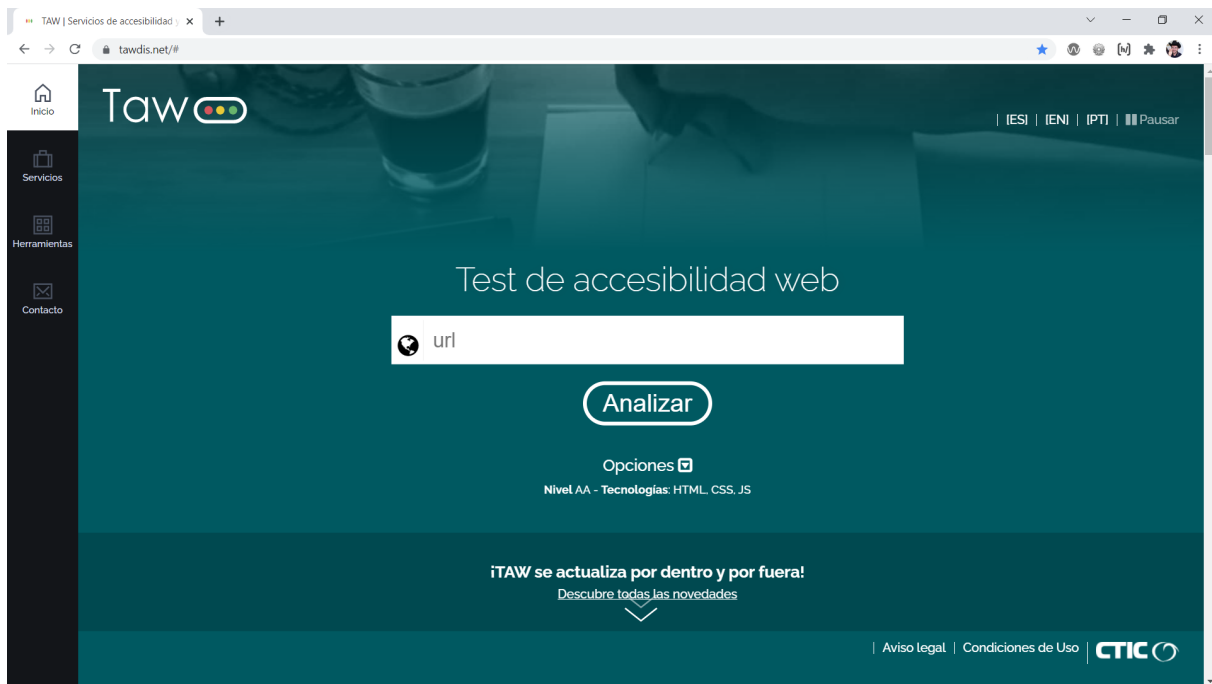 TAW | Servicios de accesibilidad y
tawdis.net/#
Inicio
Servicios
Herramientas
Contacto
Taw
| [ES] | [EN] | [PT] | Pausar
Test de accesibilidad web
url
Analizar
Opciones
Nivel AA - Tecnologías: HTML, CSS, JS
¡TAW se actualiza por dentro y por fuera!
Descubre todas las novedades
| Aviso legal | Condiciones de Uso | CTIC